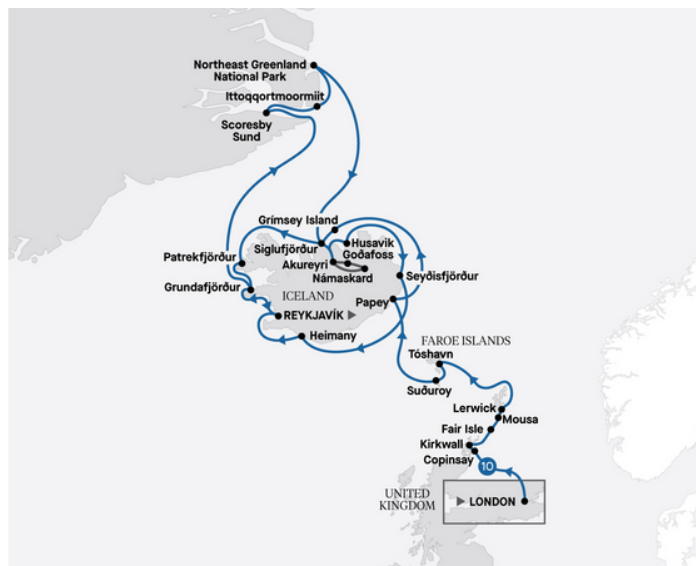 Northeast Greenland
National Park
Ittoqqortmoormiit
Scoresby
Sund
Grímsey Island
Siglufjörður
Husavik
Goðafoss
Akureyri
Námaskard
Patrekfjörður
Grundafjörður
Seyðisfjörður
ICELAND
Papey
REYKJAVÍK
Heimany
FAROE ISLANDS
Tóshavn
Suðuroy
Lerwick
Mousa
Fair Isle
Kirkwall
Copinsay
10
UNITED
KINGDOM
LONDON